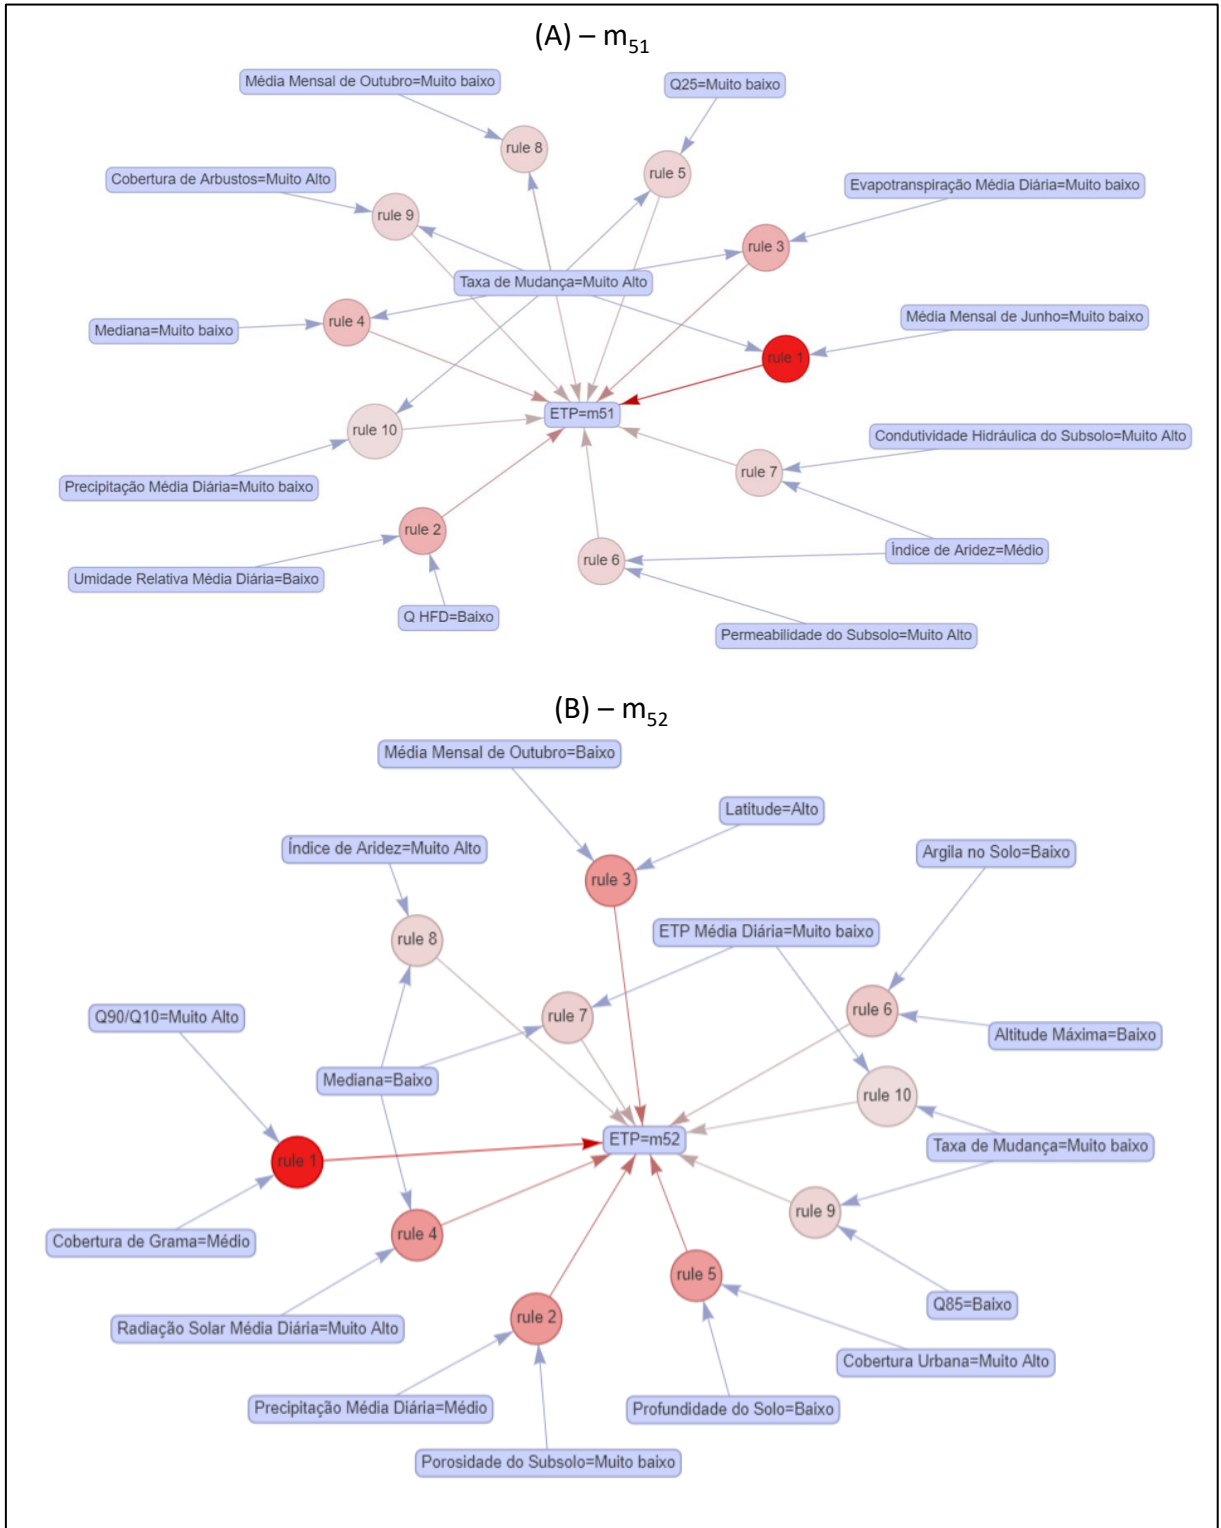 (A) – m51
Média Mensal de Outubro=Muito baixo
Q25=Muito baixo
rule 8
rule 5
Cobertura de Arbustos=Muito Alto
Evapotranspiração Média Diária=Muito baixo
rule 9
rule 3
Taxa de Mudança=Muito Alto
Mediana=Muito baixo
rule 4
Média Mensal de Junho=Muito baixo
rule 1
ETP=m51
rule 10
Condutividade Hidráulica do Subsolo=Muito Alto
rule 7
Precipitação Média Diária=Muito baixo
rule 2
Índice de Aridez=Médio
rule 6
Umidade Relativa Média Diária=Baixo
Q HFD=Baixo
Permeabilidade do Subsolo=Muito Alto
(B) – m52
Média Mensal de Outubro=Baixo
Latitude=Alto
Índice de Aridez=Muito Alto
Argila no Solo=Baixo
rule 3
ETP Média Diária=Muito baixo
rule 8
Q90/Q10=Muito Alto
rule 7
rule 6
Altitude Máxima=Baixo
Mediana=Baixo
rule 10
ETP=m52
Taxa de Mudança=Muito baixo
rule 1
rule 9
Cobertura de Grama=Médio
rule 4
rule 5
Q85=Baixo
Radiação Solar Média Diária=Muito Alto
rule 2
Cobertura Urbana=Muito Alto
Precipitação Média Diária=Médio
Profundidade do Solo=Baixo
Porosidade do Subsolo=Muito baixo